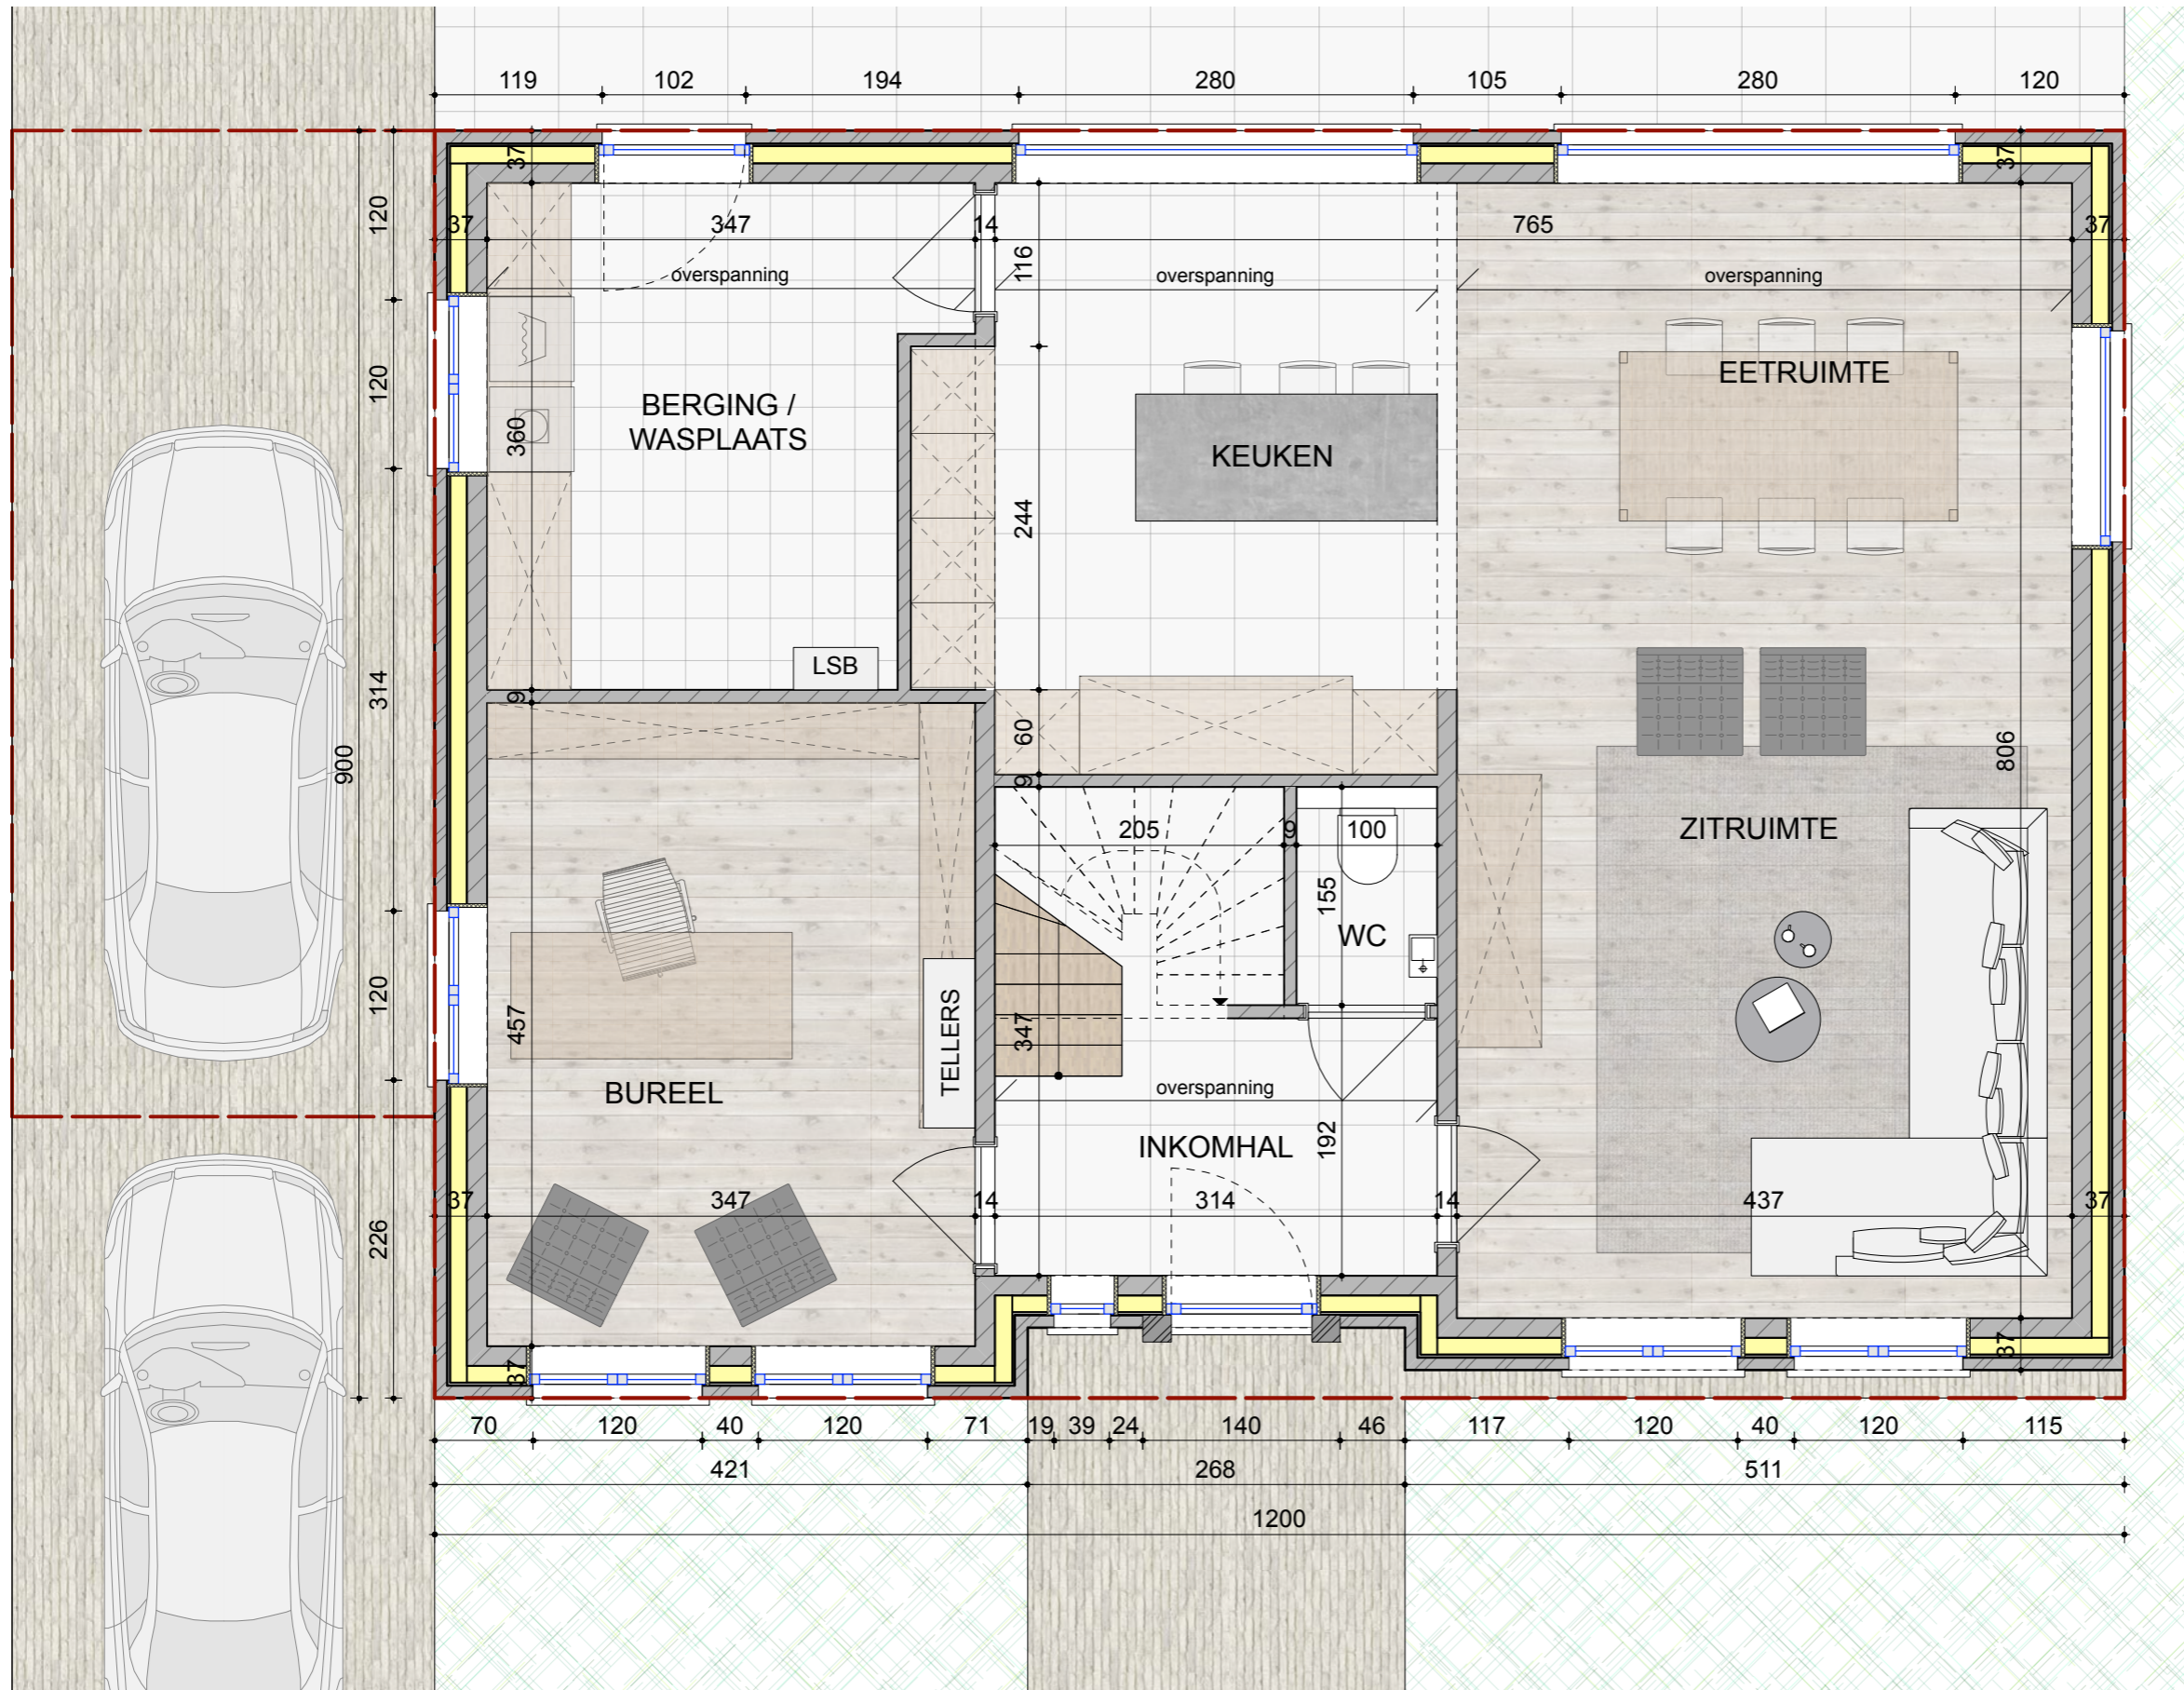 119 102 194 280 105 280 120
37 37
120 37 347 14 116 765 37
overspanning overspanning overspanning
EETRUIMTE
120
BERGING /
WASPLAATS
360 KEUKEN
244
LSB
314 9
60
900 806
9
205 9 100 ZITRUIMTE
155
WC
120 457 TELLERS 347
BUREEL overspanning
192
INKOMHAL
226 37 347 14 314 14 437 37
37 37
70 120 40 120 71 19 39 24 140 46 117 120 40 120 115
421 268 511
1200